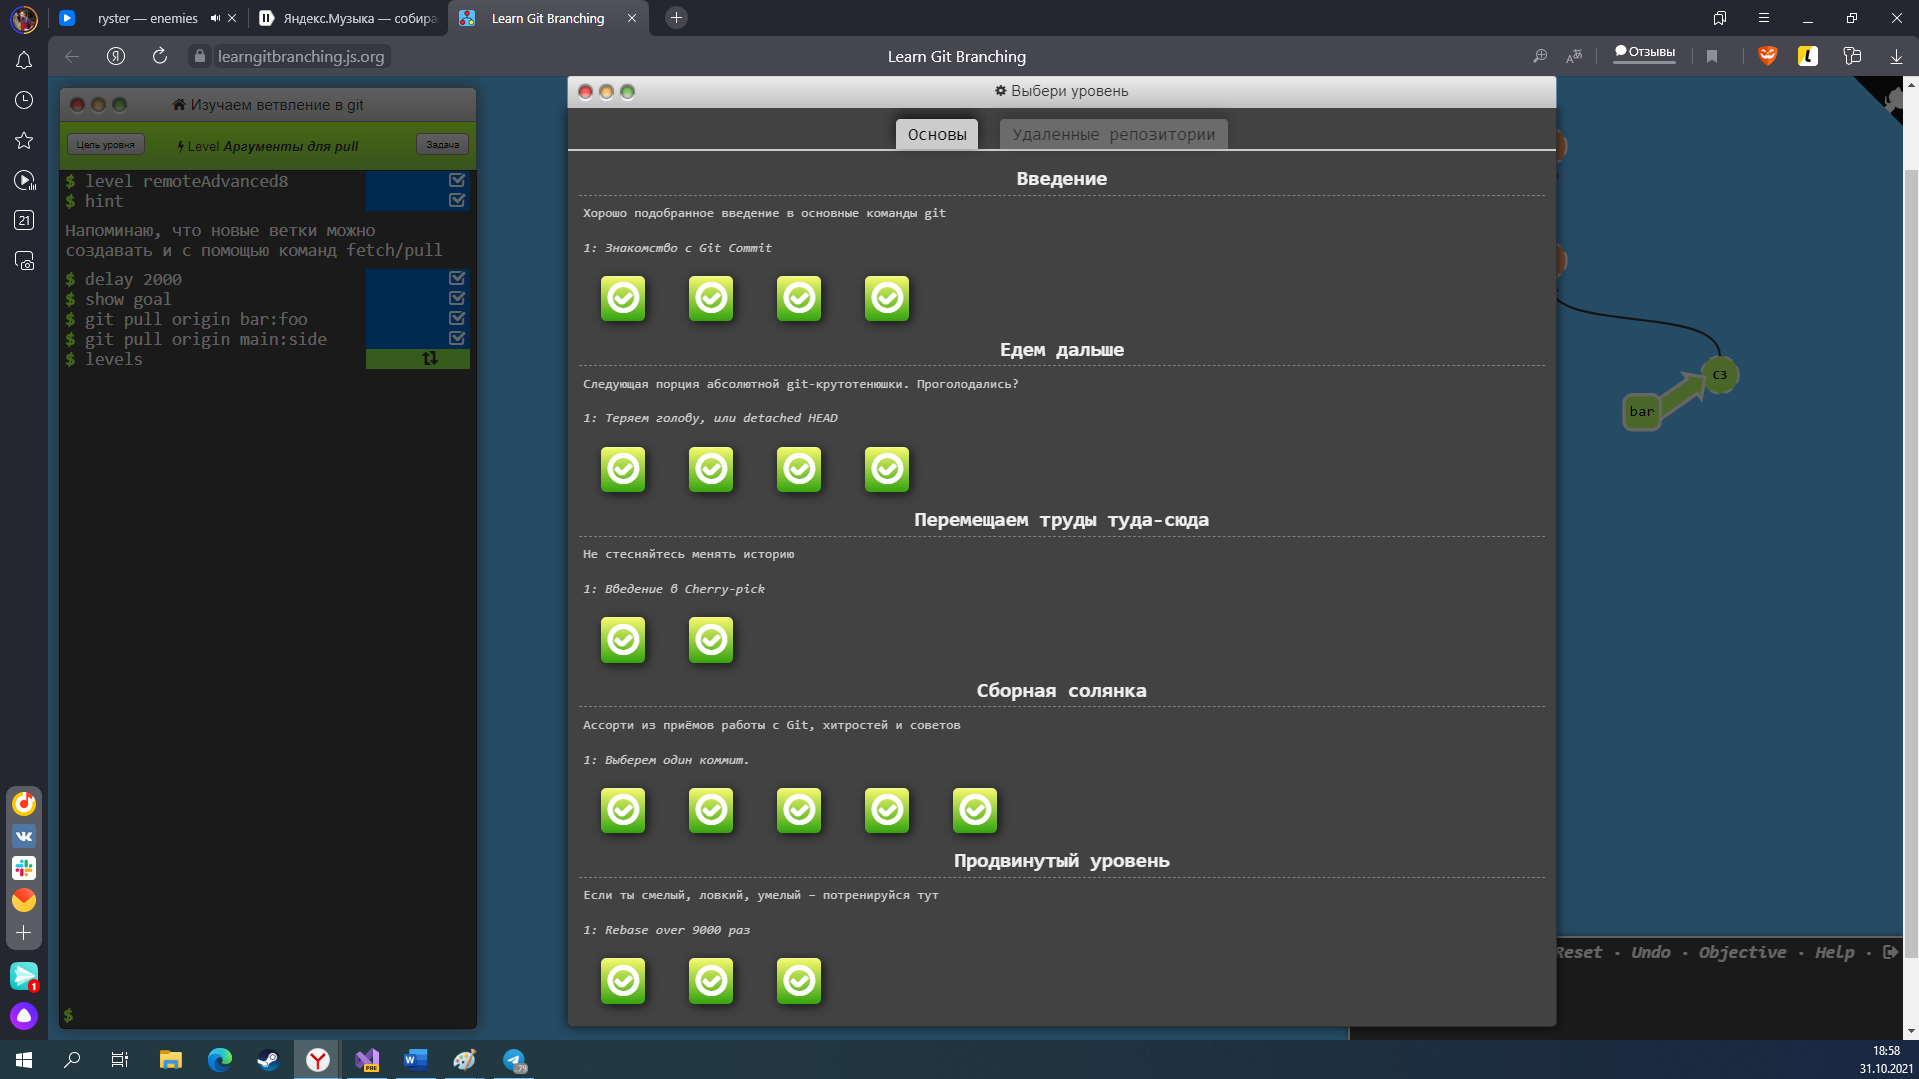 ryster — enemies
Яндекс.Музыка — собира
Learn Git Branching
learngitbranching.js.org
Learn Git Branching
Отзывы
21
Изучаем ветвление в git
Цель уровня
Level Аргументы для pull
Задача
$ level remoteAdvanced8
$ hint
Напоминаю, что новые ветки можно
создавать и с помощью команд fetch/pull
$ delay 2000
$ show goal
$ git pull origin bar:foo
$ git pull origin main:side
$ levels
$
Выбери уровень
Основы
Удаленные репозитории
Введение
Хорошо подобранное введение в основные команды git
1: Знакомство с Git Commit
Едем дальше
Следующая порция абсолютной git-крутотенюшки. Проголодались?
1: Теряем голову, или detached HEAD
Перемещаем труды туда-сюда
Не стесняйтесь менять историю
1: Введение в Cherry-pick
Сборная солянка
Ассорти из приёмов работы с Git, хитростей и советов
1: Выберем один коммит.
Продвинутый уровень
Если ты смелый, ловкий, умелый – потренируйся тут
1: Rebase over 9000 раз
C3
bar
Reset · Undo · Objective · Help ·
1
PRE
79
18:58
31.10.2021